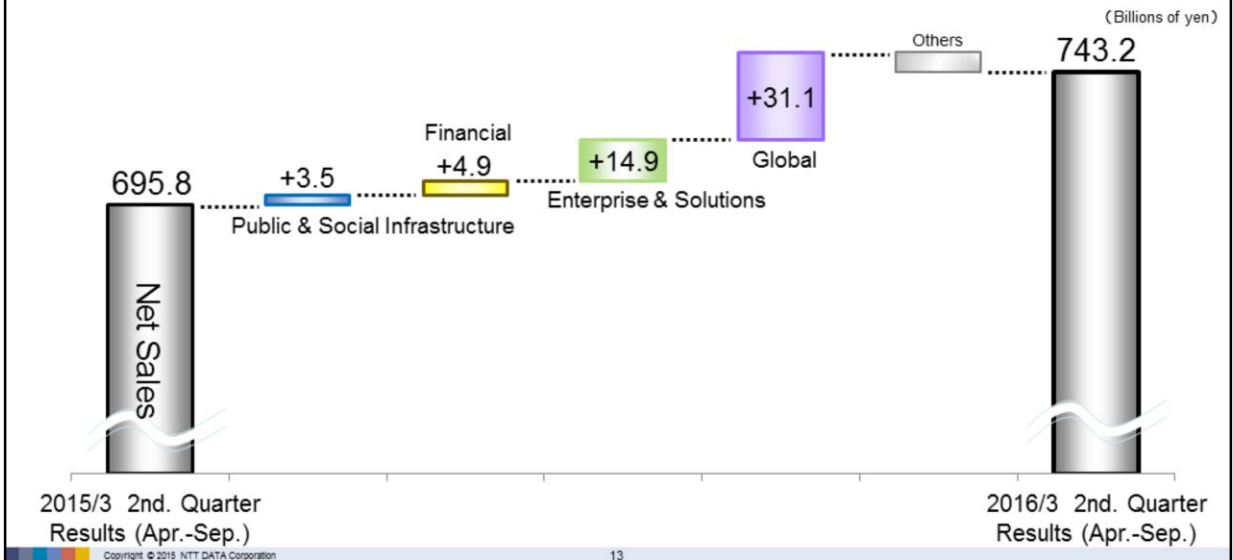 (Billions of yen)
695.8
+3.5
Public & Social Infrastructure
Financial
+4.9
+14.9
Enterprise & Solutions
+31.1
Global
Others
743.2
Net Sales
2015/3 2nd. Quarter
Results (Apr.-Sep.)
2016/3 2nd. Quarter
Results (Apr.-Sep.)
Copyright © 2015 NTT DATA Corporation
13